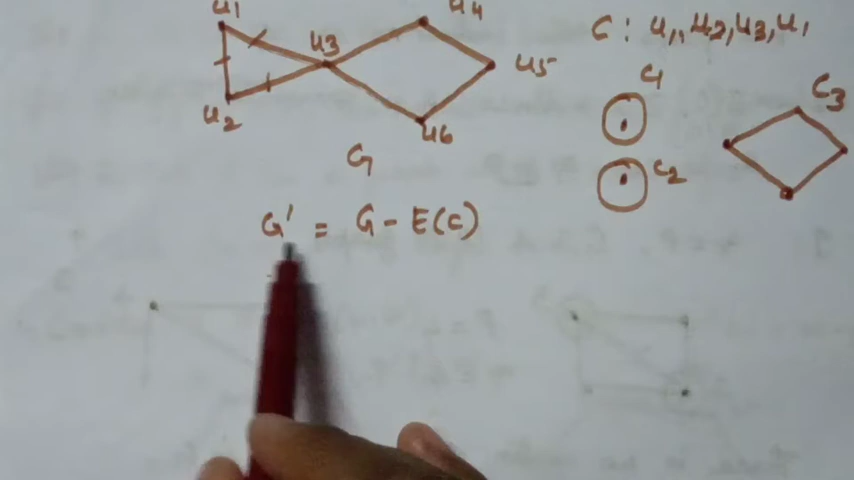 u1
u4
u3
u5
u2
u6
G
C : u1, u2, u3, u1
C1
C2
C3
G' = G - E(C)